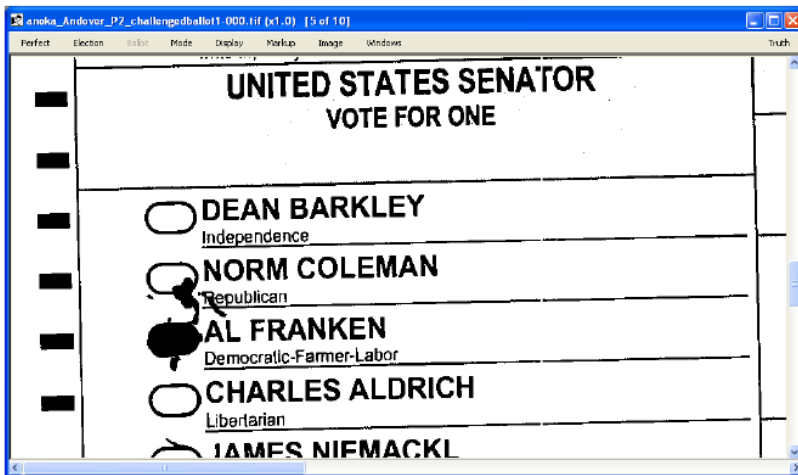 anoka_Andover_P2_challengedballot1-000.tif (x1.0) [5 of 10]
Perfect Election Ballot Mode Display Markup Image Windows Truth
UNITED STATES SENATOR
VOTE FOR ONE
DEAN BARKLEY
Independence
NORM COLEMAN
Republican
AL FRANKEN
Democratic-Farmer-Labor
CHARLES ALDRICH
Libertarian
JAMES NIEMACKL